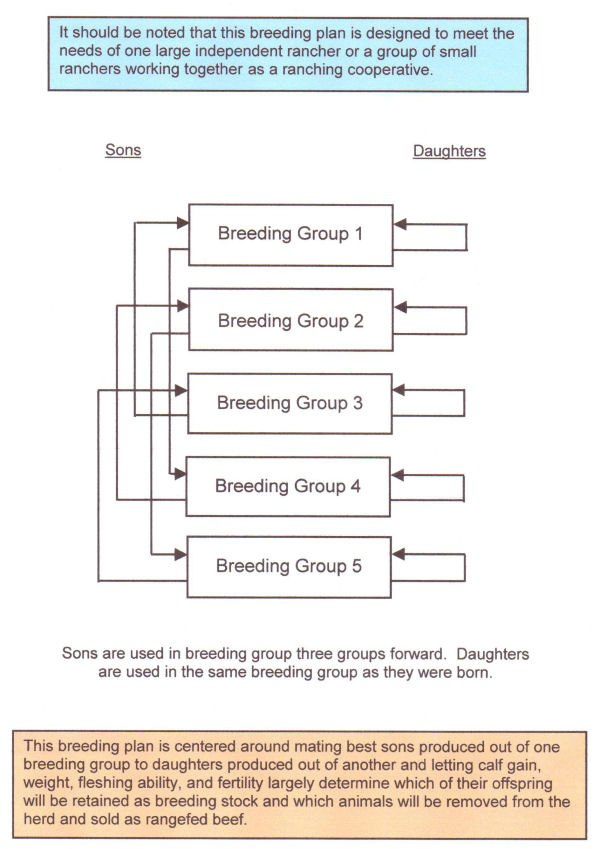 It should be noted that this breeding plan is designed to meet the
needs of one large independent rancher or a group of small
ranchers working together as a ranching cooperative.
Sons
Daughters
Breeding Group 1
Breeding Group 2
Breeding Group 3
Breeding Group 4
Breeding Group 5
Sons are used in breeding group three groups forward. Daughters
are used in the same breeding group as they were born.
This breeding plan is centered around mating best sons produced out of one
breeding group to daughters produced out of another and letting calf gain,
weight, fleshing ability, and fertility largely determine which of their offspring
will be retained as breeding stock and which animals will be removed from the
herd and sold as rangefed beef.